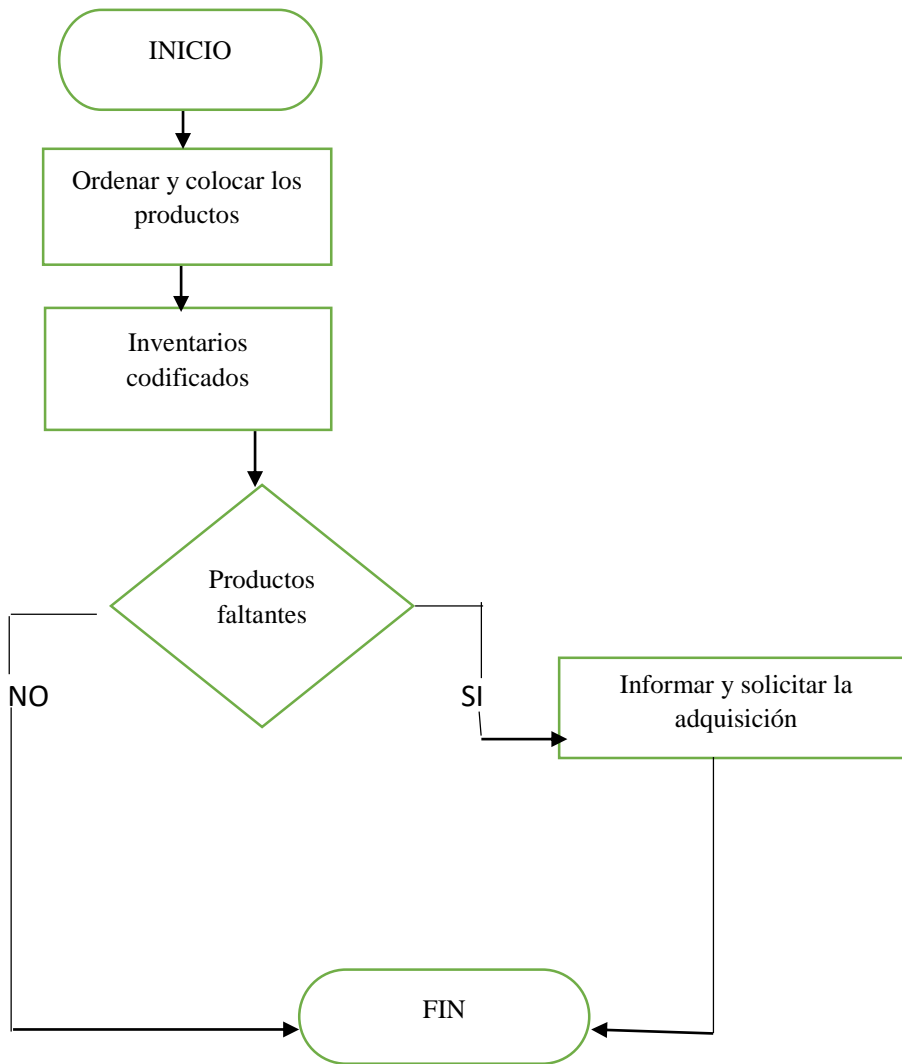 INICIO
Ordenar y colocar los
productos
Inventarios
codificados
Productos
faltantes
NO
SI
Informar y solicitar la
adquisición
FIN